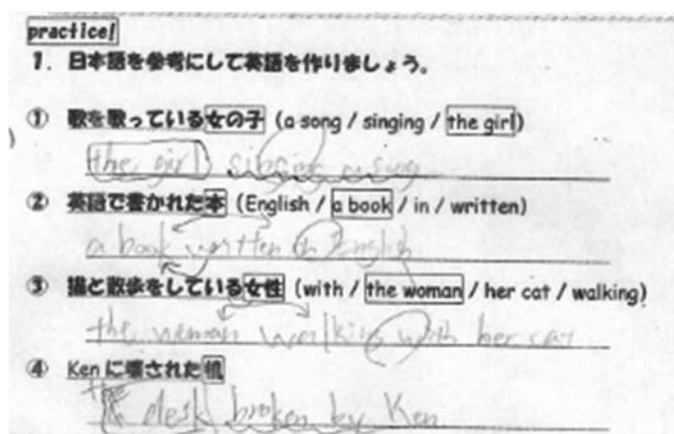 practice!
1. 日本語を参考にして英語を作りましょう。
① 歌を歌っている女の子 (a song / singing / the girl)
the girl singing a song
② 英語で書かれた本 (English / a book / in / written)
a book written in English
③ 猫と散歩をしている女性 (with / the woman / her cat / walking)
the woman walking with her cat
④ Kenに壊された机
the desk broken by Ken